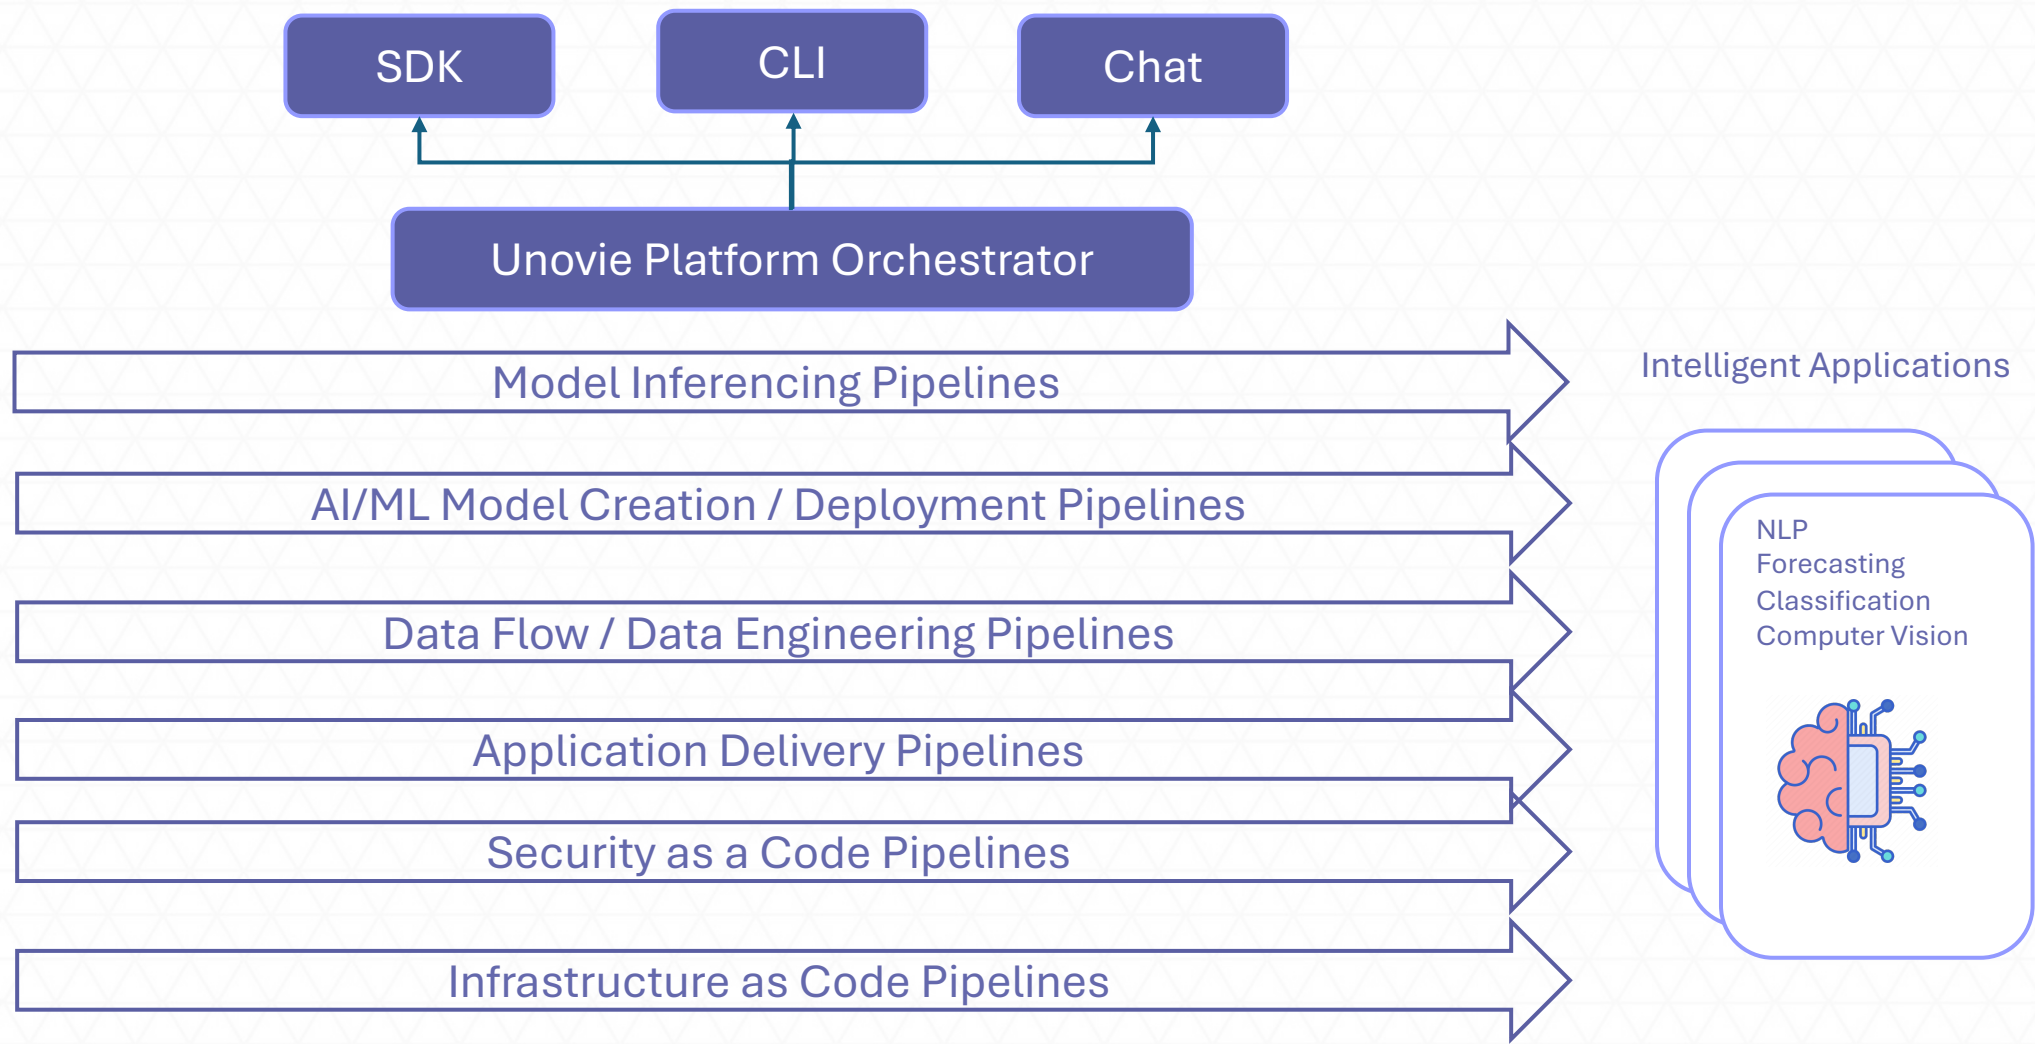 SDK
CLI
Chat
Unovie Platform Orchestrator
Model Inferencing Pipelines
AI/ML Model Creation / Deployment Pipelines
Data Flow / Data Engineering Pipelines
Application Delivery Pipelines
Security as a Code Pipelines
Infrastructure as Code Pipelines
Intelligent Applications
NLP
Forecasting
Classification
Computer Vision